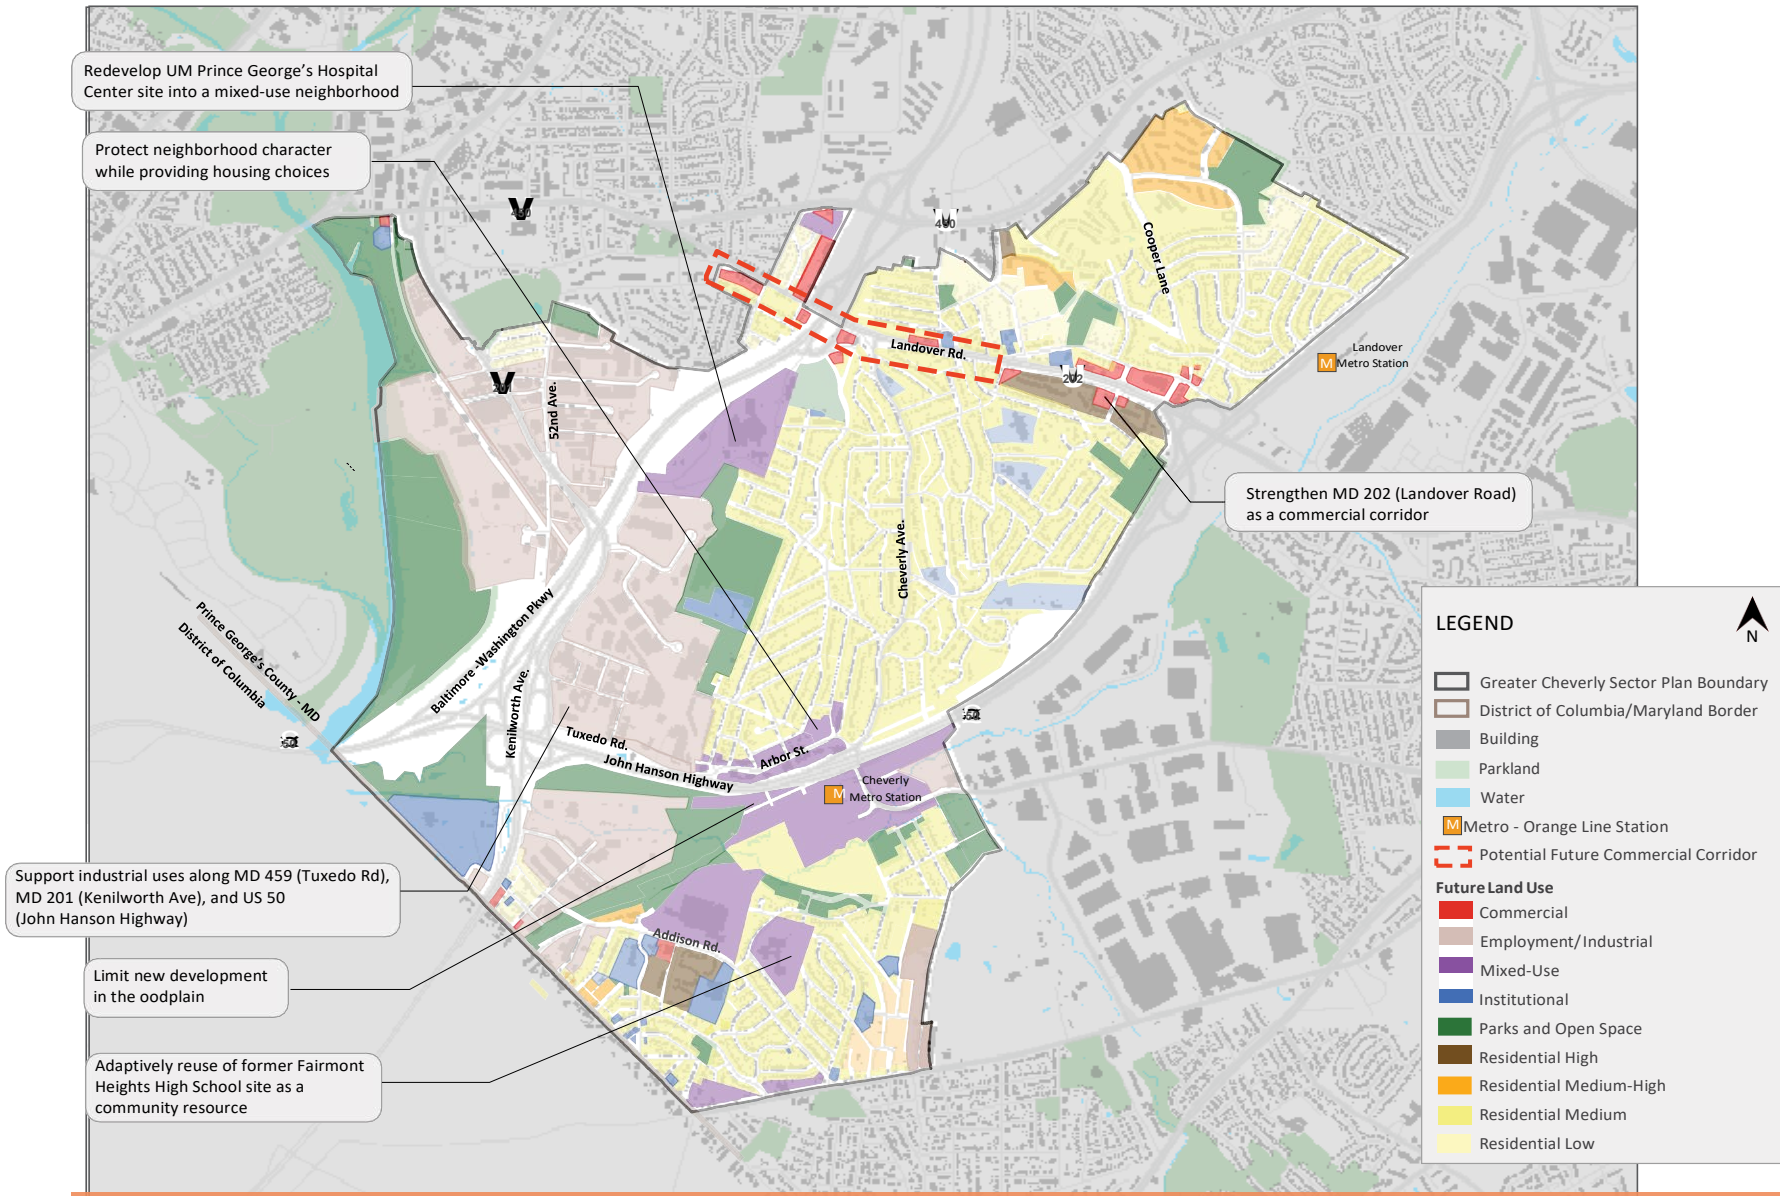 Redevelop UM Prince George's Hospital
Center site into a mixed-use neighborhood
Protect neighborhood character
while providing housing choices
450
450
Cooper Lane
Landover
Metro Station
Landover Rd.
202
201
52nd Ave.
Strengthen MD 202 (Landover Road)
as a commercial corridor
Cheverly Ave.
Baltimore-Washington Pkwy
Prince George's County - MD
District of Columbia
Kenilworth Ave.
50
50
Tuxedo Rd.
Arbor St.
John Hanson Highway
Cheverly
Metro Station
M
M
Support industrial uses along MD 459 (Tuxedo Rd),
MD 201 (Kenilworth Ave), and US 50
(John Hanson Highway)
Addison Rd.
Limit new development
in the oodplain
Adaptively reuse of former Fairmont
Heights High School site as a
community resource
LEGEND
N
Greater Cheverly Sector Plan Boundary
District of Columbia/Maryland Border
Building
Parkland
Water
M Metro - Orange Line Station
Potential Future Commercial Corridor
Future Land Use
Commercial
Employment/Industrial
Mixed-Use
Institutional
Parks and Open Space
Residential High
Residential Medium-High
Residential Medium
Residential Low